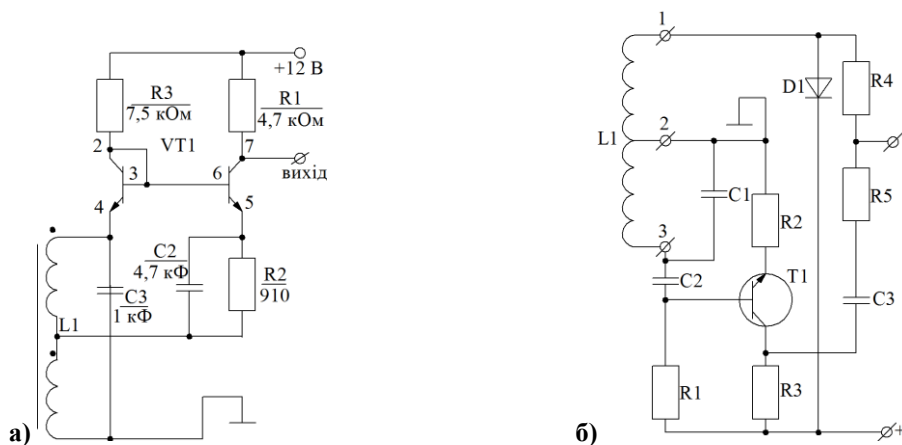 +12 В
R3
7,5 кОм
R1
4,7 кОм
2
VT1
7
3
6
вихід
4
5
C2
4,7 кФ
R2
910
C3
1 кФ
L1
а)
1
D1
R4
2
L1
C1
R2
R5
3
C2
T1
C3
R1
R3
+
б)